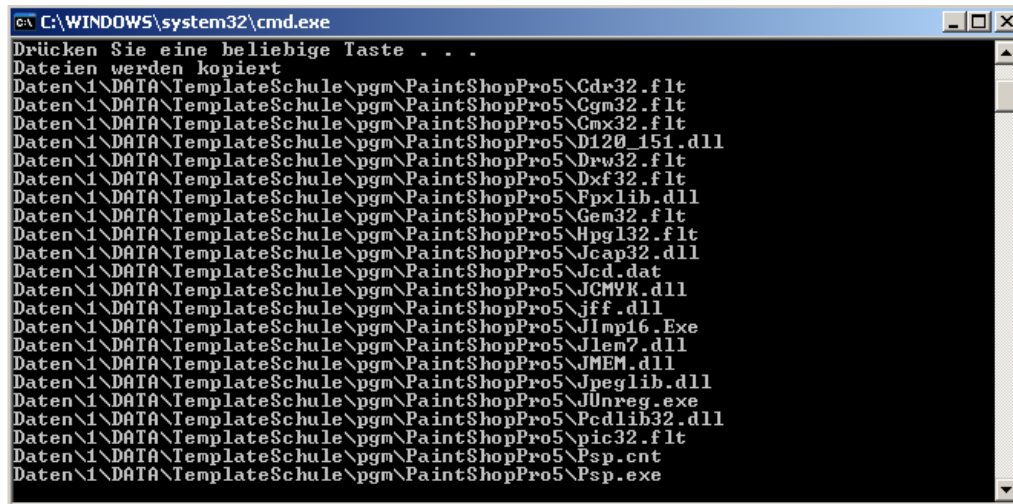 C:\WINDOWS\system32\cmd.exe
Drücken Sie eine beliebige Taste . . .
Dateien werden kopiert
Daten\1\DATA\TemplateSchule\pgm\PaintShopPro5\Cdr32.flt
Daten\1\DATA\TemplateSchule\pgm\PaintShopPro5\Cgm32.flt
Daten\1\DATA\TemplateSchule\pgm\PaintShopPro5\Cmx32.flt
Daten\1\DATA\TemplateSchule\pgm\PaintShopPro5\D120_151.dll
Daten\1\DATA\TemplateSchule\pgm\PaintShopPro5\Drw32.flt
Daten\1\DATA\TemplateSchule\pgm\PaintShopPro5\Dxf32.flt
Daten\1\DATA\TemplateSchule\pgm\PaintShopPro5\Fpxlib.dll
Daten\1\DATA\TemplateSchule\pgm\PaintShopPro5\Gem32.flt
Daten\1\DATA\TemplateSchule\pgm\PaintShopPro5\Hpgl32.flt
Daten\1\DATA\TemplateSchule\pgm\PaintShopPro5\Jcap32.dll
Daten\1\DATA\TemplateSchule\pgm\PaintShopPro5\Jcd.dat
Daten\1\DATA\TemplateSchule\pgm\PaintShopPro5\JCMYK.dll
Daten\1\DATA\TemplateSchule\pgm\PaintShopPro5\jff.dll
Daten\1\DATA\TemplateSchule\pgm\PaintShopPro5\JImp16.Exe
Daten\1\DATA\TemplateSchule\pgm\PaintShopPro5\Jlem7.dll
Daten\1\DATA\TemplateSchule\pgm\PaintShopPro5\JMEM.dll
Daten\1\DATA\TemplateSchule\pgm\PaintShopPro5\Jpeglib.dll
Daten\1\DATA\TemplateSchule\pgm\PaintShopPro5\JUnreg.exe
Daten\1\DATA\TemplateSchule\pgm\PaintShopPro5\Pcdlib32.dll
Daten\1\DATA\TemplateSchule\pgm\PaintShopPro5\pic32.flt
Daten\1\DATA\TemplateSchule\pgm\PaintShopPro5\Psp.cnt
Daten\1\DATA\TemplateSchule\pgm\PaintShopPro5\Psp.exe